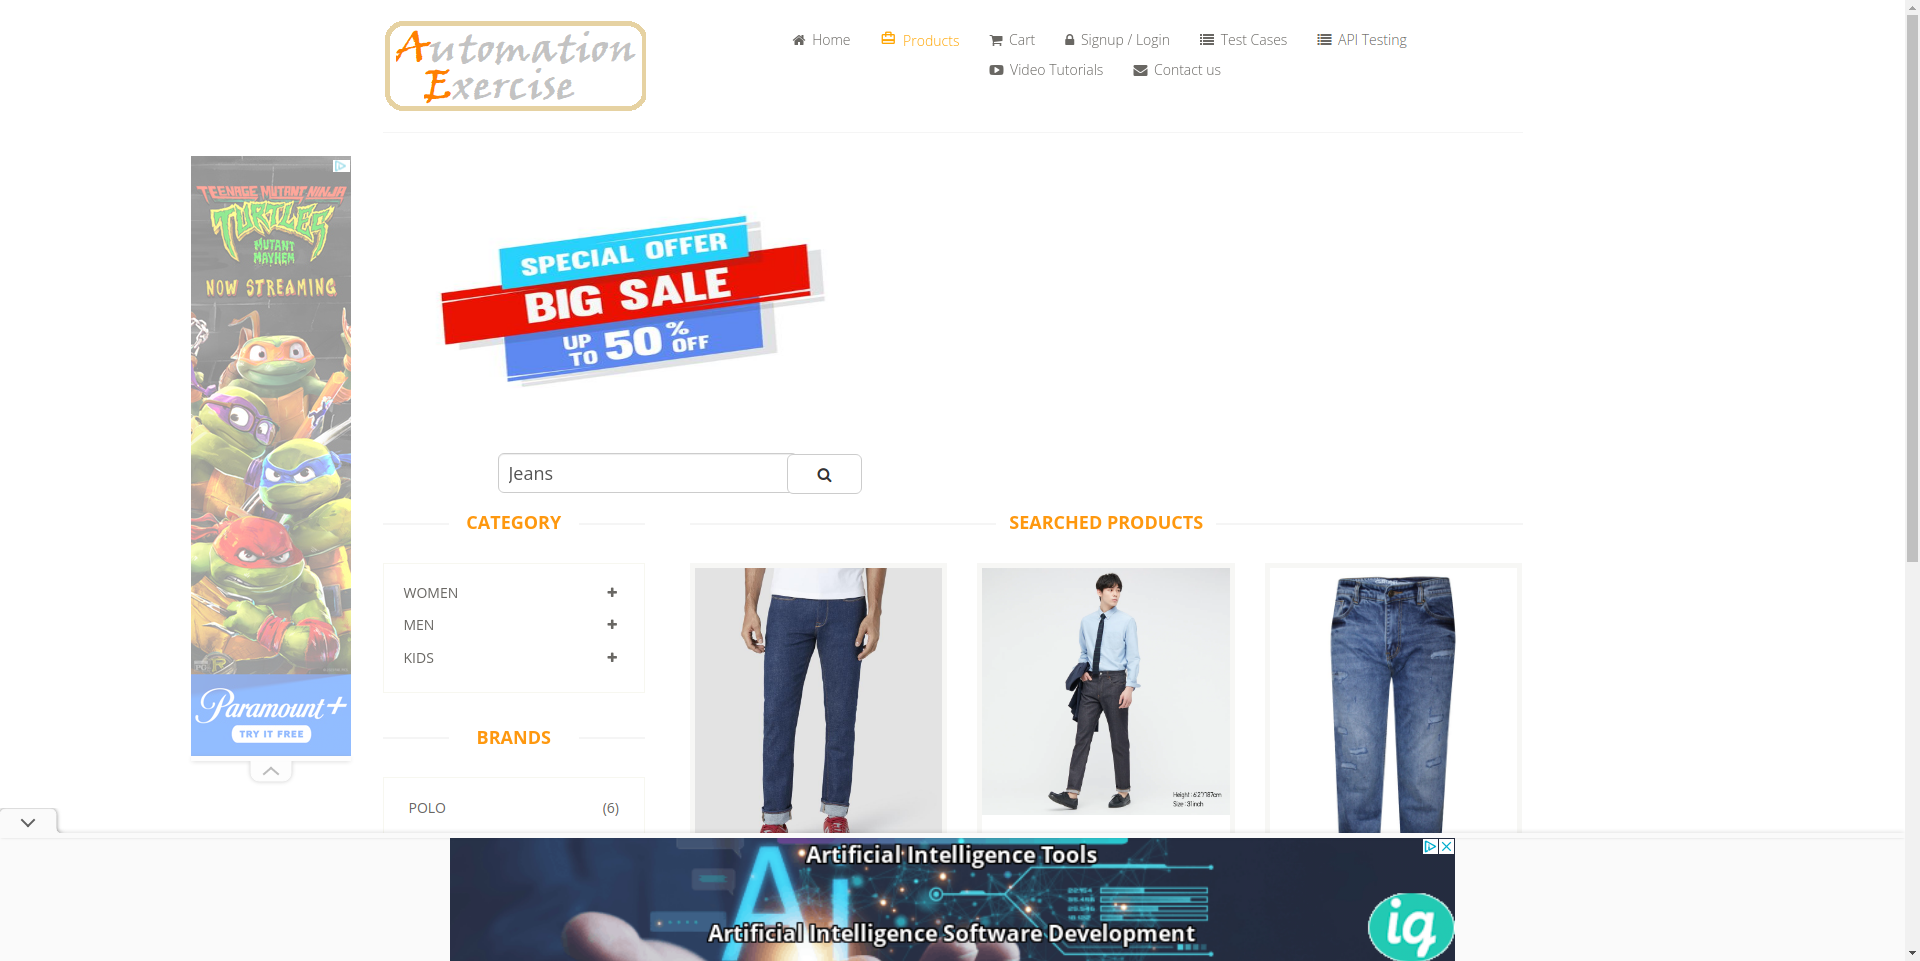 Automation
Exercise
Home
Products
Cart
Signup / Login
Test Cases
API Testing
Video Tutorials
Contact us
TEENAGE MUTANT NINJA
TURTLES
MUTANT
MAYHEM
NOW STREAMING
Paramount+
TRY IT FREE
SPECIAL OFFER
BIG SALE
UP TO 50% OFF
Jeans
CATEGORY
WOMEN
MEN
KIDS
BRANDS
POLO (6)
SEARCHED PRODUCTS
Height : 6'2"/187cm
Size : 31inch
Artificial Intelligence Tools
AI
Artificial Intelligence Software Development
iq